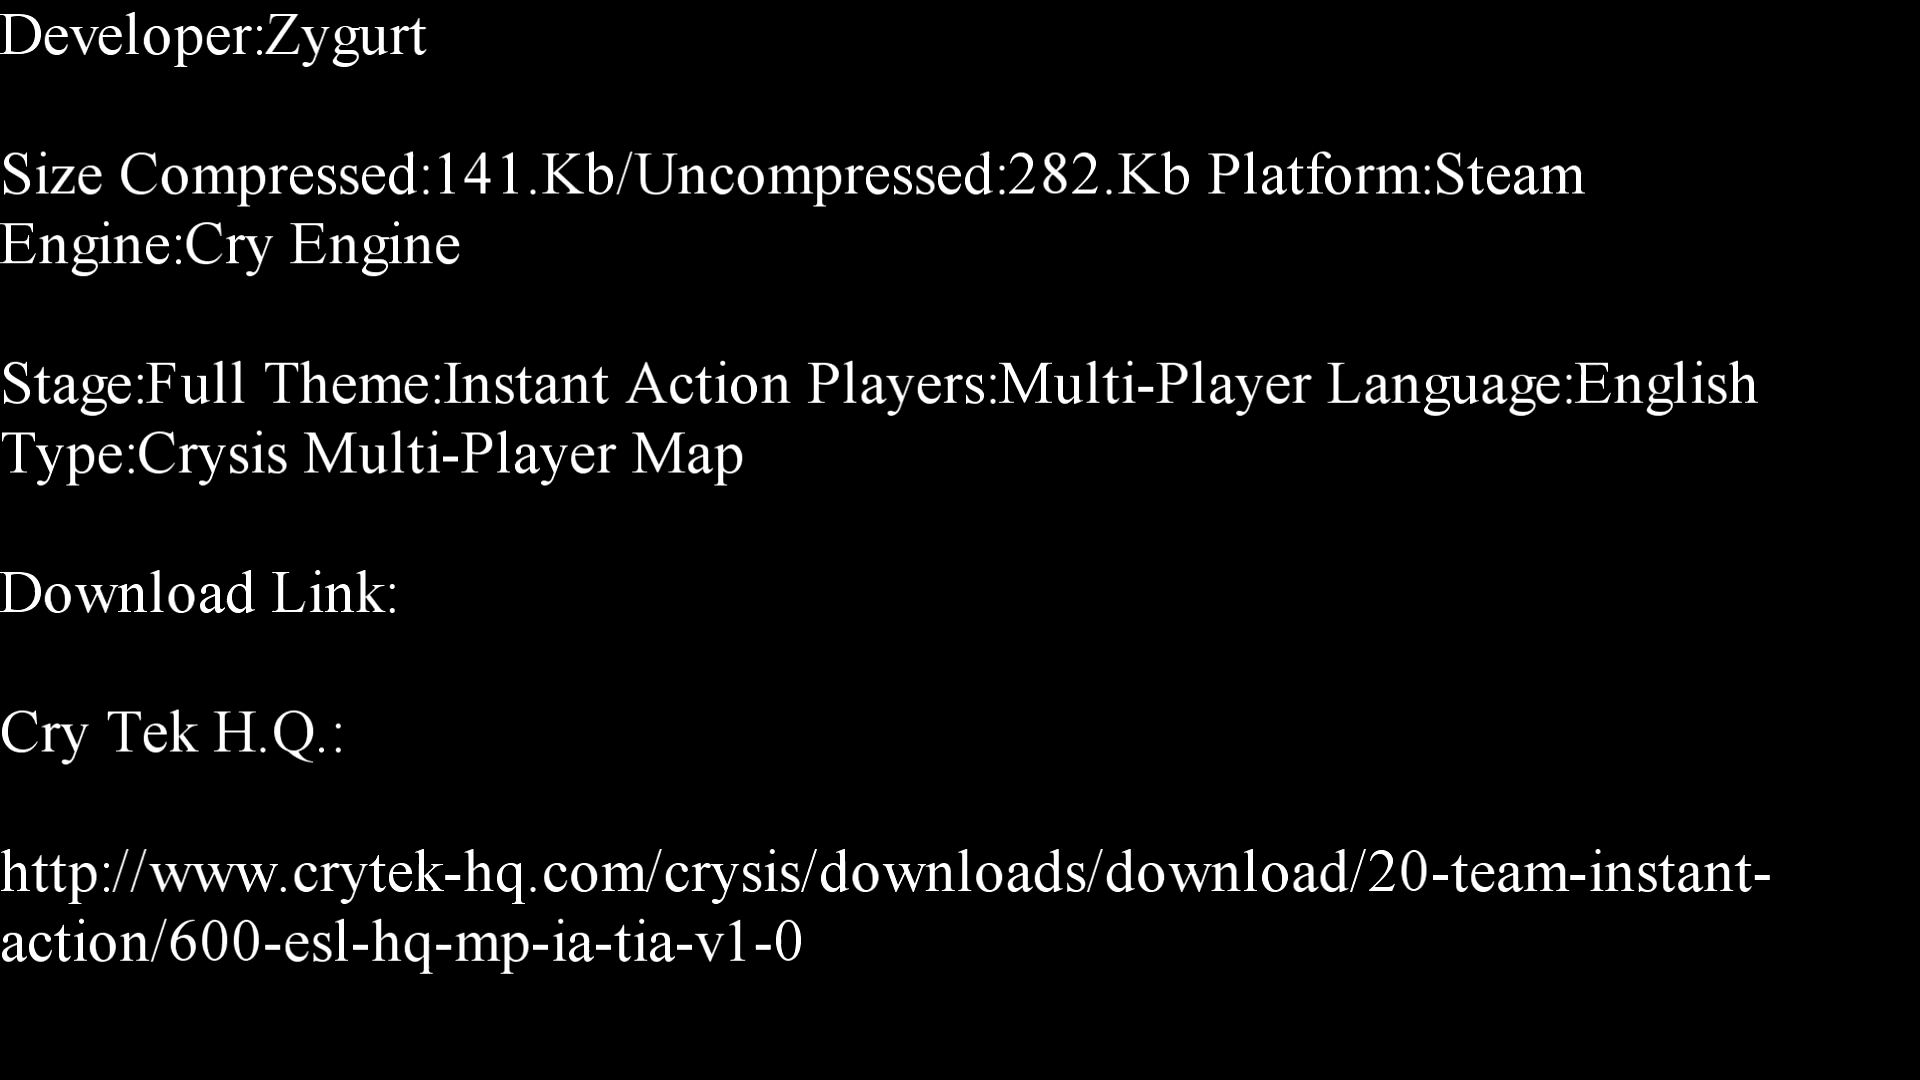 Developer:Zygurt
Size Compressed:141.Kb/Uncompressed:282.Kb Platform:Steam
Engine:Cry Engine
Stage:Full Theme:Instant Action Players:Multi-Player Language:English
Type:Crysis Multi-Player Map
Download Link:
Cry Tek H.Q.:
http://www.crytek-hq.com/crysis/downloads/download/20-team-instant-
action/600-esl-hq-mp-ia-tia-v1-0